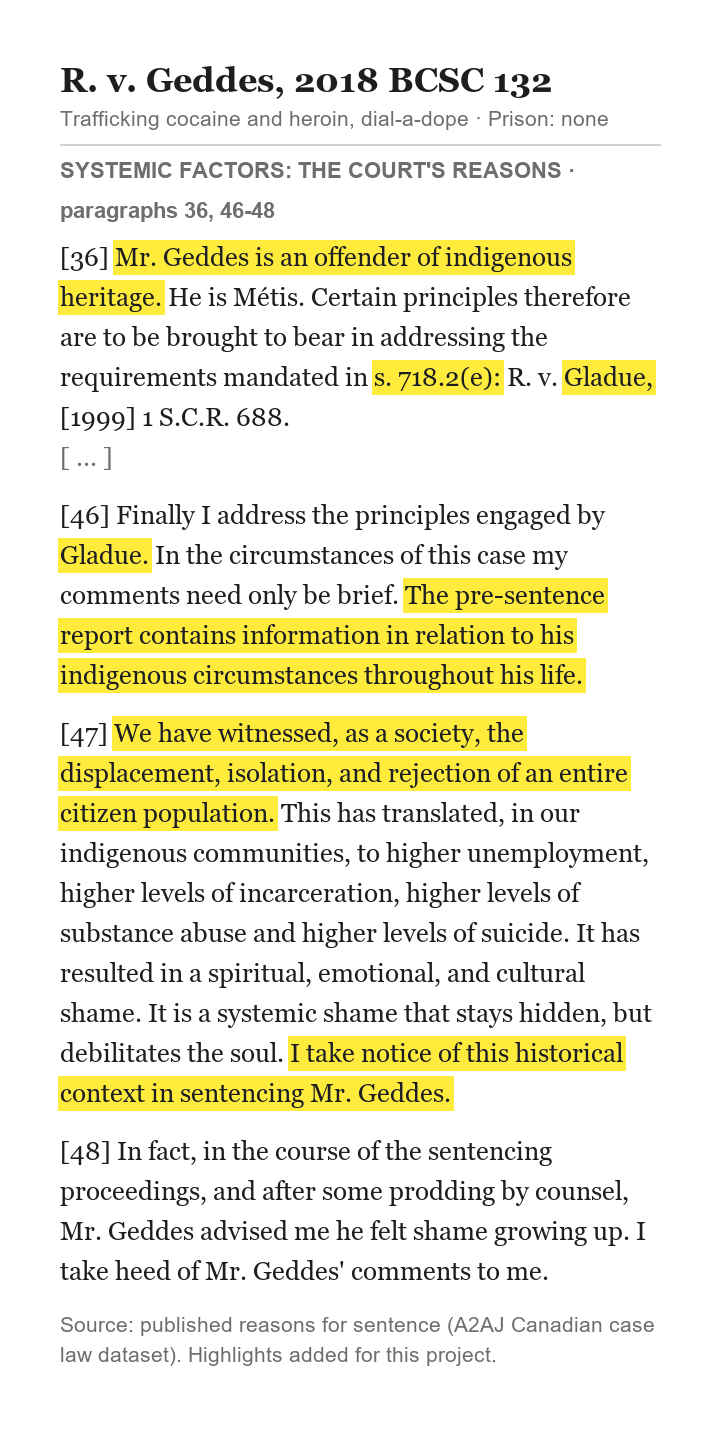 R. v. Geddes, 2018 BCSC 132
Trafficking cocaine and heroin, dial-a-dope · Prison: none
SYSTEMIC FACTORS: THE COURT'S REASONS ·
paragraphs 36, 46-48
[36] Mr. Geddes is an offender of indigenous
heritage. He is Métis. Certain principles therefore
are to be brought to bear in addressing the
requirements mandated in s. 718.2(e): R. v. Gladue,
[1999] 1 S.C.R. 688.
[ ... ]
[46] Finally I address the principles engaged by
Gladue. In the circumstances of this case my
comments need only be brief. The pre-sentence
report contains information in relation to his
indigenous circumstances throughout his life.
[47] We have witnessed, as a society, the
displacement, isolation, and rejection of an entire
citizen population. This has translated, in our
indigenous communities, to higher unemployment,
higher levels of incarceration, higher levels of
substance abuse and higher levels of suicide. It has
resulted in a spiritual, emotional, and cultural
shame. It is a systemic shame that stays hidden, but
debilitates the soul. I take notice of this historical
context in sentencing Mr. Geddes.
[48] In fact, in the course of the sentencing
proceedings, and after some prodding by counsel,
Mr. Geddes advised me he felt shame growing up. I
take heed of Mr. Geddes' comments to me.
Source: published reasons for sentence (A2AJ Canadian case
law dataset). Highlights added for this project.